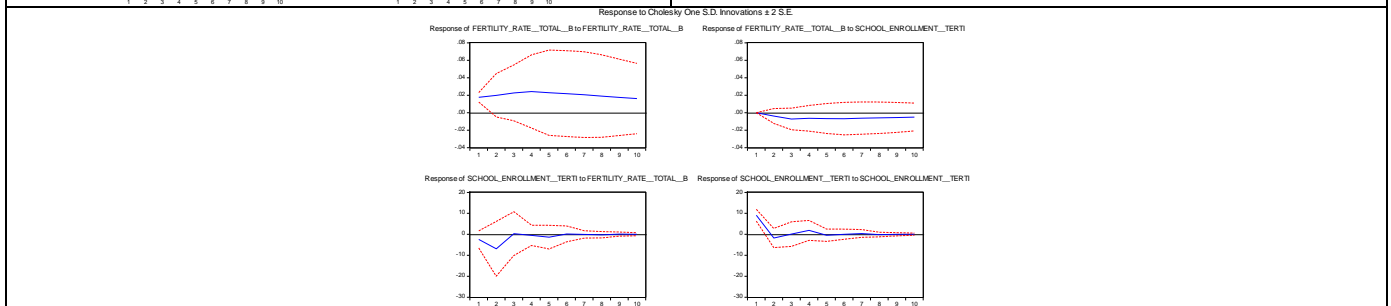 1 2 3 4 5 6 7 8 9 10 1 2 3 4 5 6 7 8 9 10
Response to Cholesky One S.D. Innovations ± 2 S.E.
Response of FERTILITY_RATE__TOTAL__B to FERTILITY_RATE__TOTAL__B
Response of FERTILITY_RATE__TOTAL__B to SCHOOL_ENROLLMENT__TERTI
.08 .08
.06 .06
.04 .04
.02 .02
.00 .00
-.02 -.02
-.04 -.04
1 2 3 4 5 6 7 8 9 10 1 2 3 4 5 6 7 8 9 10
Response of SCHOOL_ENROLLMENT__TERTI to FERTILITY_RATE__TOTAL__B
Response of SCHOOL_ENROLLMENT__TERTI to SCHOOL_ENROLLMENT__TERTI
20 20
10 10
0 0
-10 -10
-20 -20
-30 -30
1 2 3 4 5 6 7 8 9 10 1 2 3 4 5 6 7 8 9 10